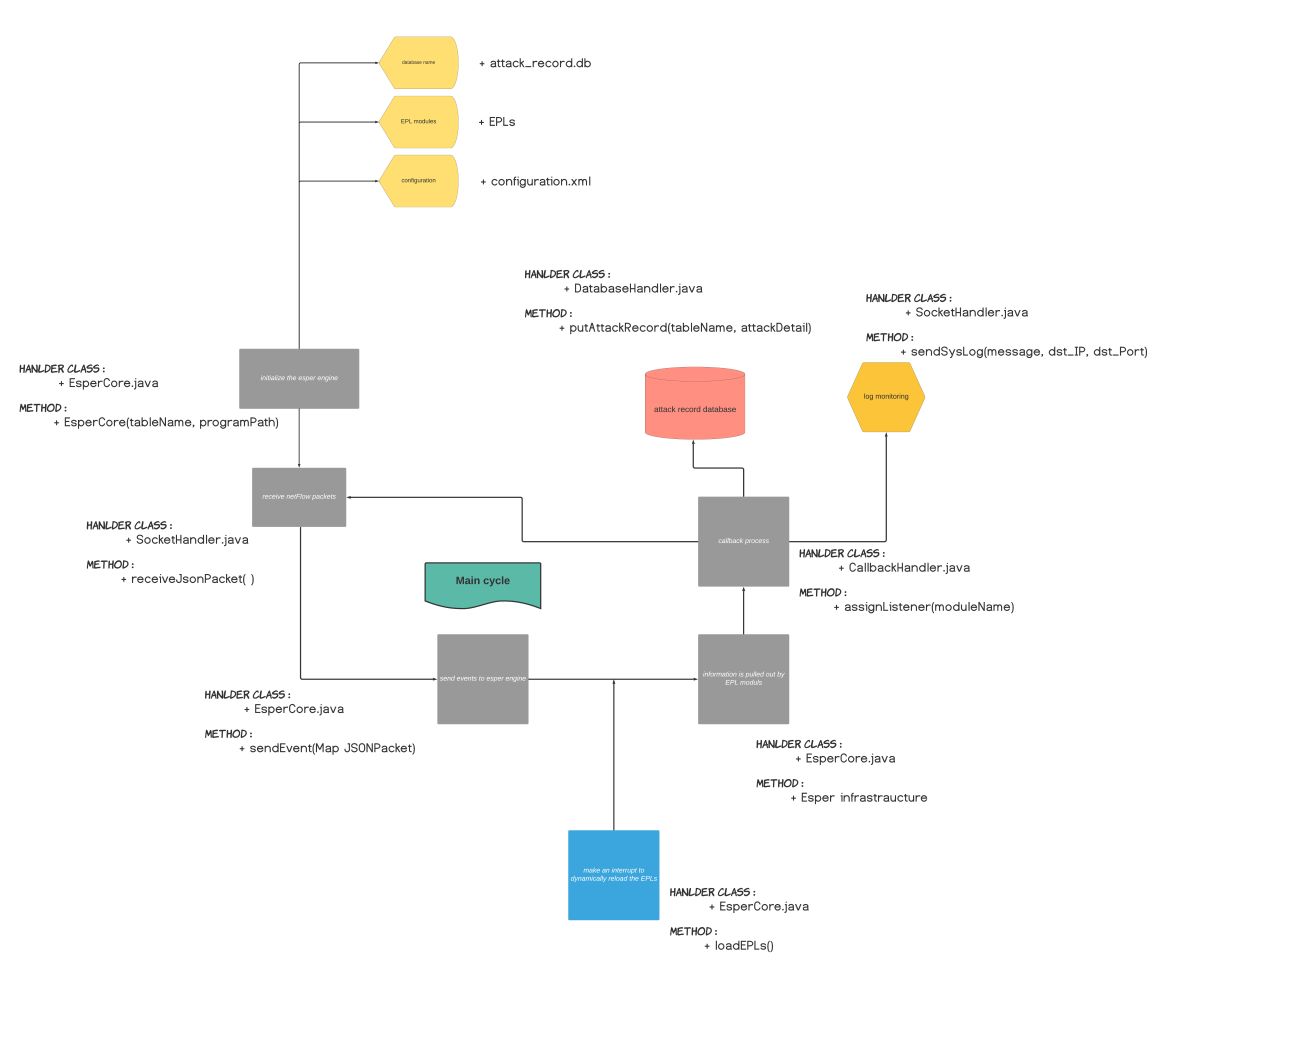 database name
+ attack_record.db
EPL modules
+ EPLs
configuration
+ configuration.xml
HANLDER CLASS :
+ DatabaseHandler.java
METHOD :
+ putAttackRecord(tableName, attackDetail)
HANLDER CLASS :
+ SocketHandler.java
METHOD :
+ sendSysLog(message, dst_IP, dst_Port)
HANLDER CLASS :
+ EsperCore.java
METHOD :
+ EsperCore(tableName, programPath)
initialize the esper engine
attack record database
log monitoring
receive netFlow packets
HANLDER CLASS :
+ SocketHandler.java
METHOD :
+ receiveJsonPacket( )
callback process
HANLDER CLASS :
+ CallbackHandler.java
METHOD :
+ assignListener(moduleName)
Main cycle
send events to esper engine
HANLDER CLASS :
+ EsperCore.java
METHOD :
+ sendEvent(Map JSONPacket)
information is pulled out by
EPL moduls
HANLDER CLASS :
+ EsperCore.java
METHOD :
+ Esper infrastraucture
make an interrupt to
dynamically reload the EPLs
HANLDER CLASS :
+ EsperCore.java
METHOD :
+ loadEPLs()